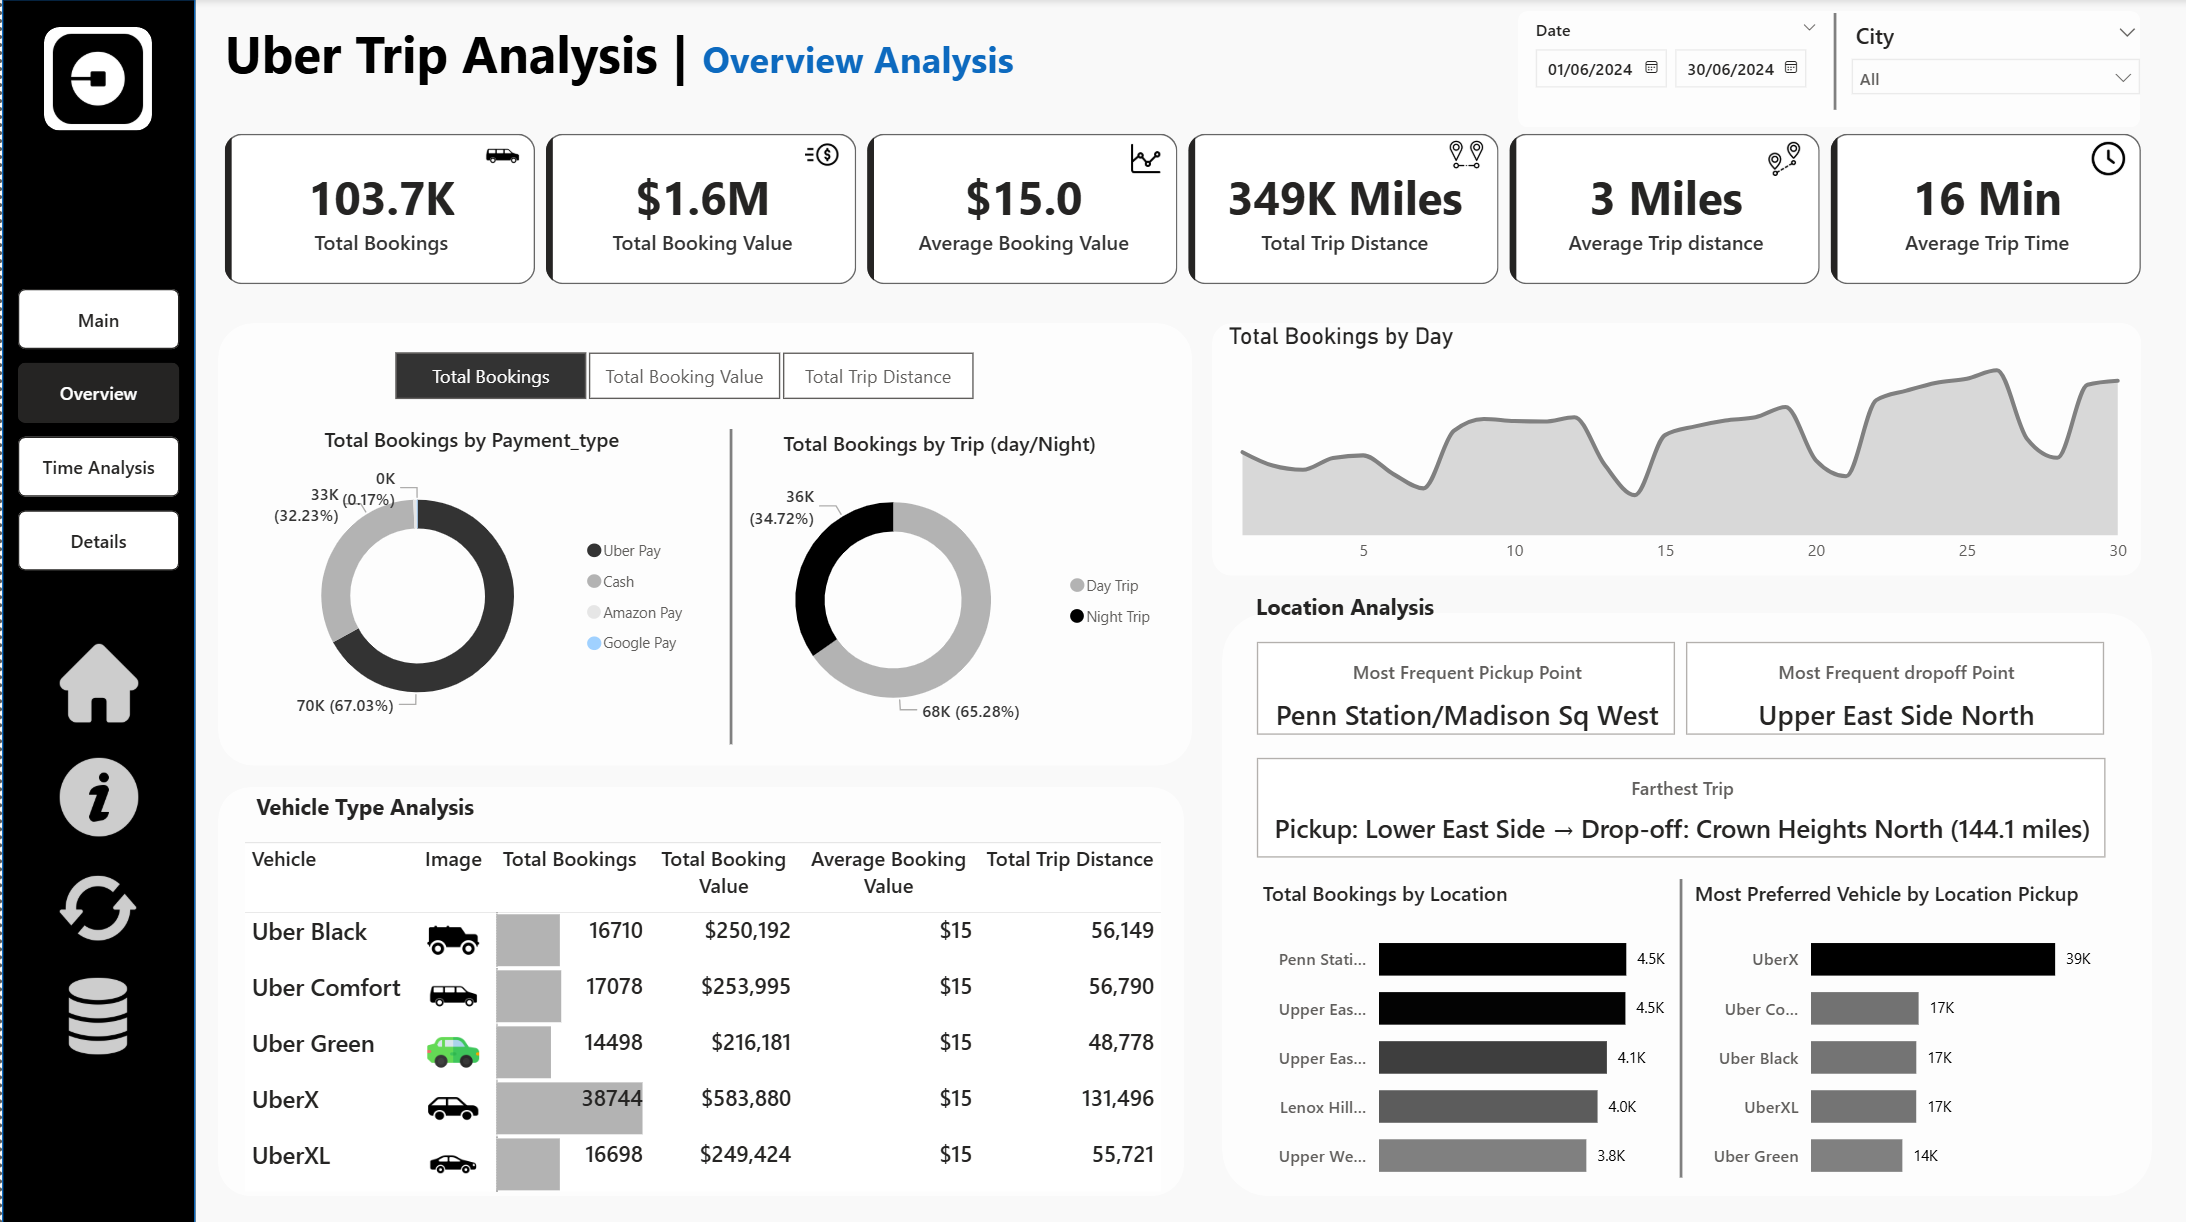 Uber Trip Analysis | Overview Analysis
Date
01/06/2024
30/06/2024
City
All
103.7K
Total Bookings
$1.6M
Total Booking Value
$15.0
Average Booking Value
349K Miles
Total Trip Distance
3 Miles
Average Trip distance
16 Min
Average Trip Time
Main
Overview
Time Analysis
Details
Total Bookings
Total Booking Value
Total Trip Distance
Total Bookings by Payment_type
0K
(0.17%)
33K
(32.23%)
70K (67.03%)
Uber Pay
Cash
Amazon Pay
Google Pay
Total Bookings by Trip (day/Night)
36K
(34.72%)
68K (65.28%)
Day Trip
Night Trip
Total Bookings by Day
5 10 15 20 25 30
Vehicle Type Analysis
Vehicle Image Total Bookings Total Booking Value Average Booking Value Total Trip Distance
Uber Black 16710 $250,192 $15 56,149
Uber Comfort 17078 $253,995 $15 56,790
Uber Green 14498 $216,181 $15 48,778
UberX 38744 $583,880 $15 131,496
UberXL 16698 $249,424 $15 55,721
Location Analysis
Most Frequent Pickup Point
Penn Station/Madison Sq West
Most Frequent dropoff Point
Upper East Side North
Farthest Trip
Pickup: Lower East Side → Drop-off: Crown Heights North (144.1 miles)
Total Bookings by Location
Penn Stati... 4.5K
Upper Eas... 4.5K
Upper Eas... 4.1K
Lenox Hill... 4.0K
Upper We... 3.8K
Most Preferred Vehicle by Location Pickup
UberX 39K
Uber Co... 17K
Uber Black 17K
UberXL 17K
Uber Green 14K